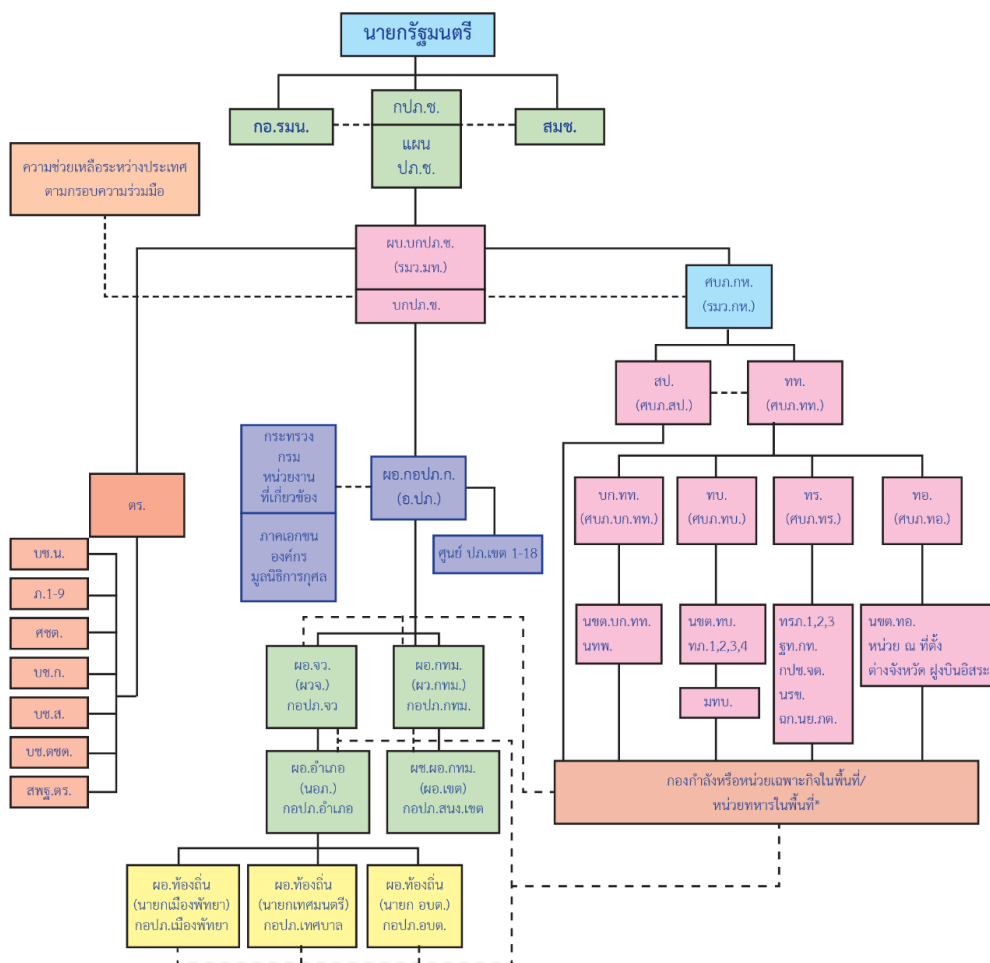 นายกรัฐมนตรี
กปภ.ช.
กอ.รมน.
สมช.
แผน
ปภ.ช.
ความช่วยเหลือระหว่างประเทศ
ตามกรอบความร่วมมือ
ผบ.บกปภ.ช.
(รมว.มท.)
บกปภ.ช.
ศบภ.กห.
(รมว.กห.)
สป.
(ศบภ.สป.)
ทท.
(ศบภ.ทท.)
กระทรวง
กรม
หน่วยงาน
ที่เกี่ยวข้อง
ภาคเอกชน
องค์กร
มูลนิธิการกุศล
ผอ.กอปภ.ก.
(อ.ปภ.)
ศูนย์ ปภ.เขต 1-18
ตร.
บช.น.
ภ.1-9
ศชต.
บช.ก.
บช.ส.
บช.ตชด.
สพฐ.ตร.
บก.ทท.
(ศบภ.บก.ทท.)
ทบ.
(ศบภ.ทบ.)
ทร.
(ศบภ.ทร.)
ทอ.
(ศบภ.ทอ.)
นขต.บก.ทท.
นทพ.
นขต.ทบ.
ทภ.1,2,3,4
มทบ.
ทรภ.1,2,3
ฐท.กท.
กปช.จต.
นรข.
ฉก.นย.ภต.
นขต.ทอ.
หน่วย ณ ที่ตั้ง
ต่างจังหวัด ฝูงบินอิสระ
ผอ.จว.
(ผวจ.)
กอปภ.จว
ผอ.กทม.
(ผว.กทม.)
กอปภ.กทม.
ผอ.อำเภอ
(นอภ.)
กอปภ.อำเภอ
ผช.ผอ.กทม.
(ผอ.เขต)
กอปภ.สนง.เขต
กองกำลังหรือหน่วยเฉพาะกิจในพื้นที่/
หน่วยทหารในพื้นที่*
ผอ.ท้องถิ่น
(นายกเมืองพัทยา)
กอปภ.เมืองพัทยา
ผอ.ท้องถิ่น
(นายกเทศมนตรี)
กอปภ.เทศบาล
ผอ.ท้องถิ่น
(นายก อบต.)
กอปภ.อบต.